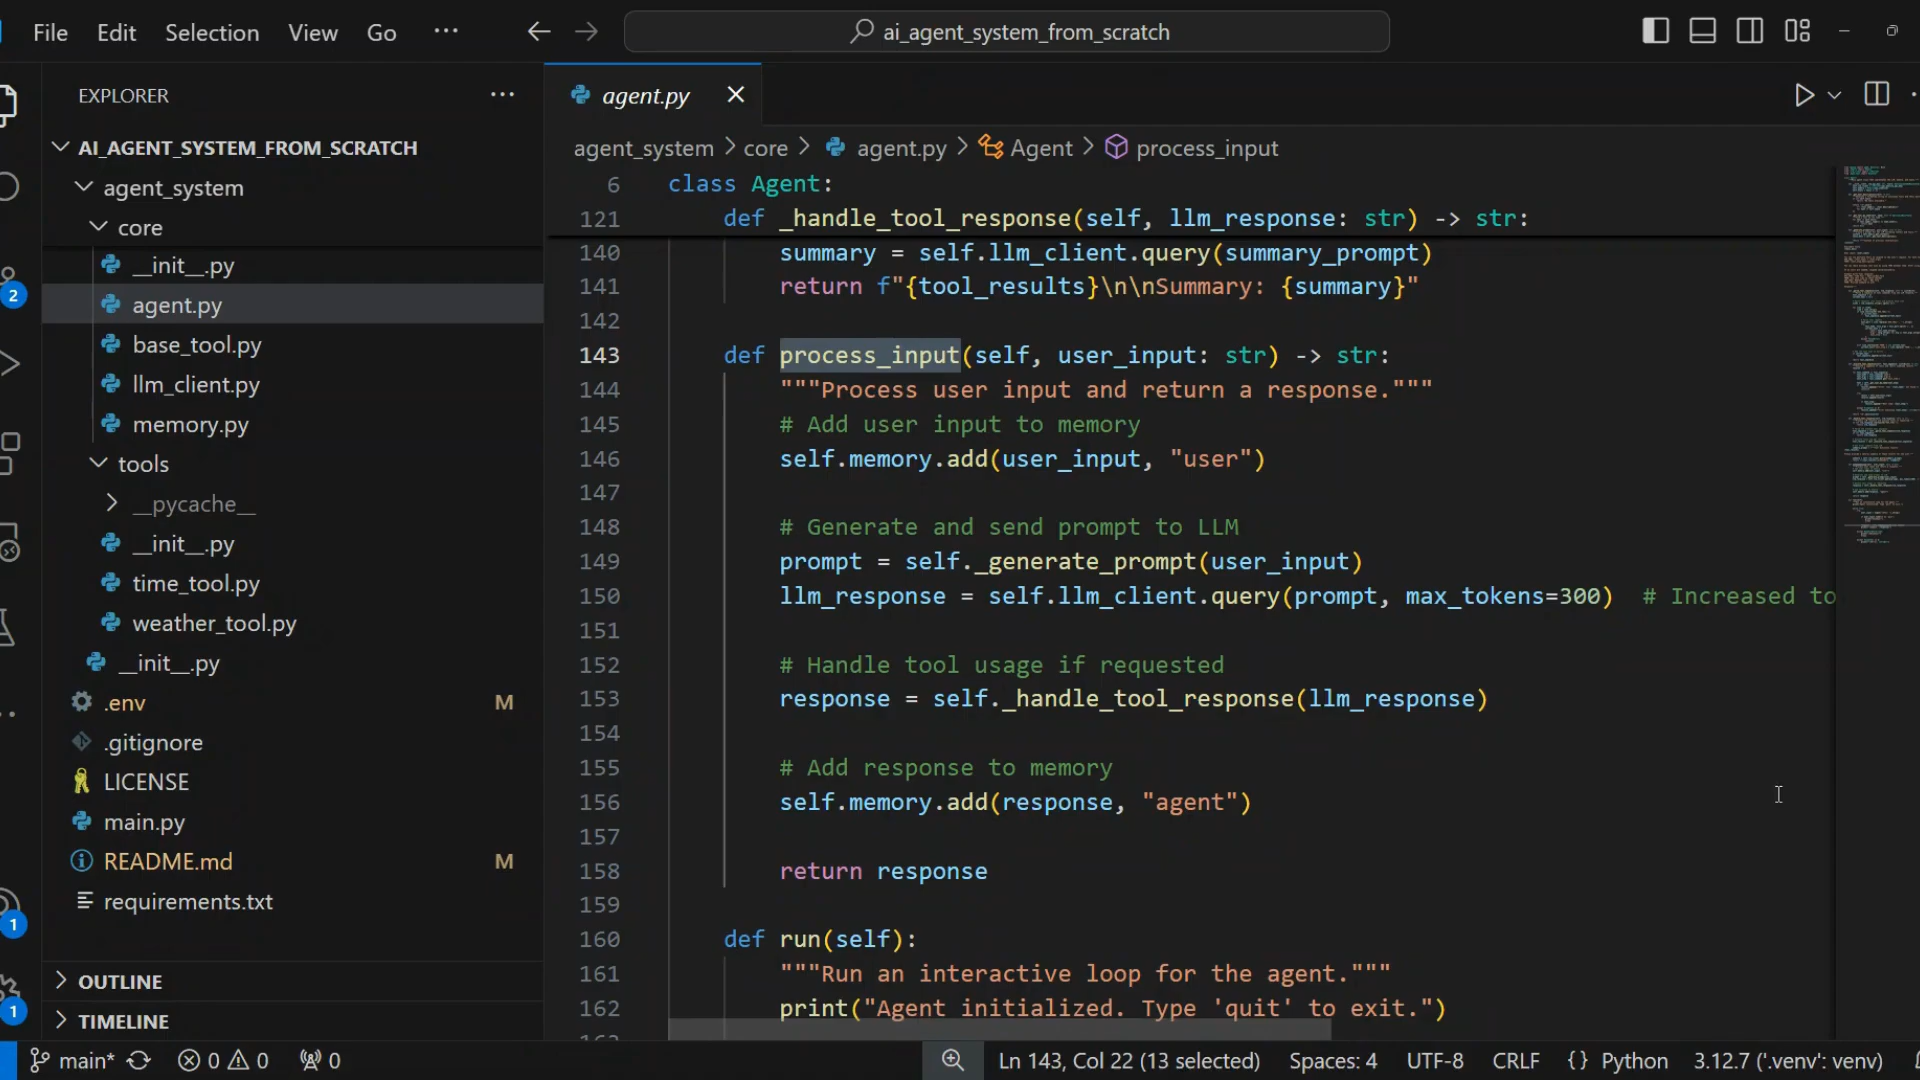 File Edit Selection View Go ai_agent_system_from_scratch
EXPLORER
AI_AGENT_SYSTEM_FROM_SCRATCH
agent_system
core
__init__.py
agent.py
base_tool.py
llm_client.py
memory.py
tools
__pycache__
__init__.py
time_tool.py
weather_tool.py
__init__.py
.env M
.gitignore
LICENSE
main.py
README.md M
requirements.txt
OUTLINE
TIMELINE
2
1
1
agent.py
agent_system > core > agent.py > Agent > process_input
6 class Agent:
121 def _handle_tool_response(self, llm_response: str) -> str:
140 summary = self.llm_client.query(summary_prompt)
141 return f"{tool_results}\n\nSummary: {summary}"
142
143 def process_input(self, user_input: str) -> str:
144 """Process user input and return a response."""
145 # Add user input to memory
146 self.memory.add(user_input, "user")
147
148 # Generate and send prompt to LLM
149 prompt = self._generate_prompt(user_input)
150 llm_response = self.llm_client.query(prompt, max_tokens=300) # Increased to
151
152 # Handle tool usage if requested
153 response = self._handle_tool_response(llm_response)
154
155 # Add response to memory
156 self.memory.add(response, "agent")
157
158 return response
159
160 def run(self):
161 """Run an interactive loop for the agent."""
162 print("Agent initialized. Type 'quit' to exit.")
main* 0 0 0 Ln 143, Col 22 (13 selected) Spaces: 4 UTF-8 CRLF {} Python 3.12.7 ('.venv': venv)